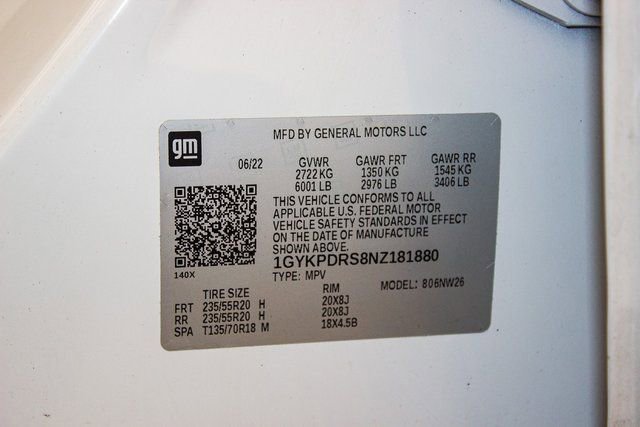 gm
MFD BY GENERAL MOTORS LLC
06/22 GVWR GAWR FRT GAWR RR
2722 KG 1350 KG 1545 KG
6001 LB 2976 LB 3406 LB
THIS VEHICLE CONFORMS TO ALL
APPLICABLE U.S. FEDERAL MOTOR
VEHICLE SAFETY STANDARDS IN EFFECT
ON THE DATE OF MANUFACTURE
SHOWN ABOVE.
140X
1GYKPDRS8NZ181880
TYPE: MPV MODEL: 806NW26
TIRE SIZE RIM
FRT 235/55R20 H 20X8J
RR 235/55R20 H 20X8J
SPA T135/70R18 M 18X4.5B